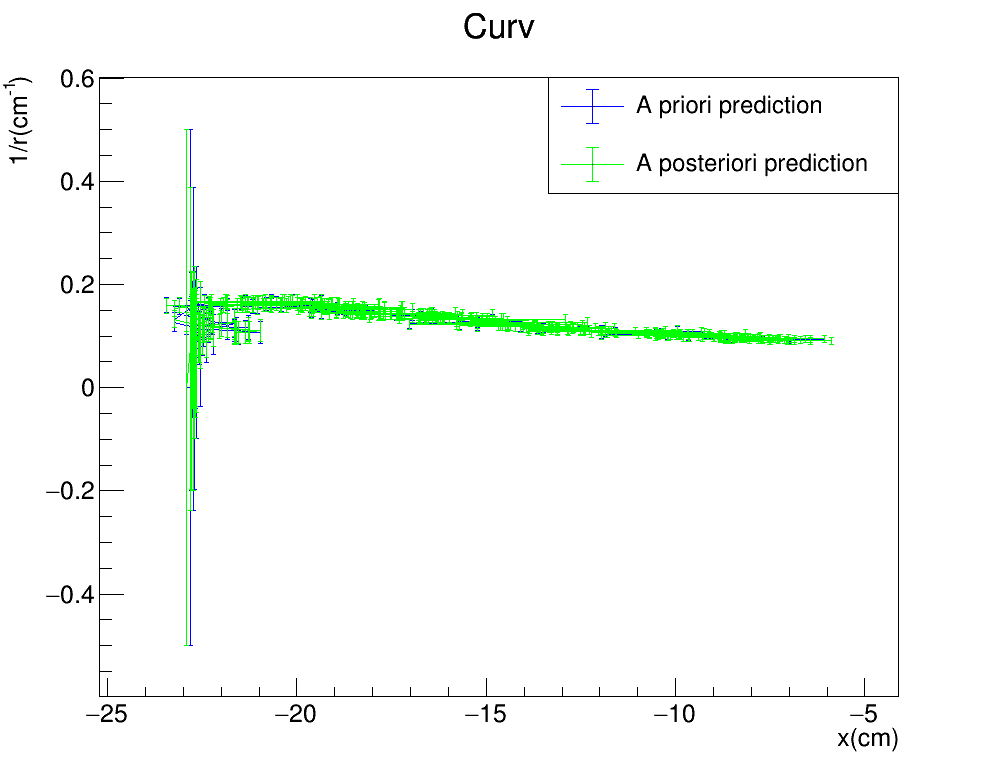 Curv
1/r(cm⁻¹)
A priori prediction
A posteriori prediction
0.6
0.4
0.2
0
−0.2
−0.4
−25 −20 −15 −10 −5
x(cm)